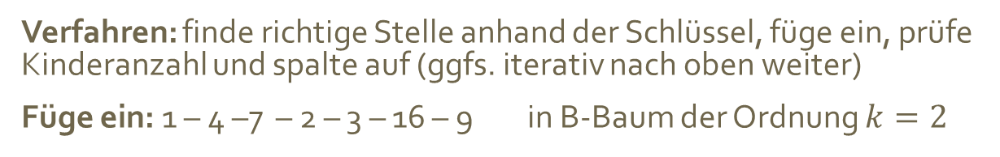 Verfahren: finde richtige Stelle anhand der Schlüssel, füge ein, prüfe
Kinderanzahl und spalte auf (ggfs. iterativ nach oben weiter)
Füge ein: 1 – 4 –7 – 2 – 3 – 16 – 9 in B-Baum der Ordnung k = 2